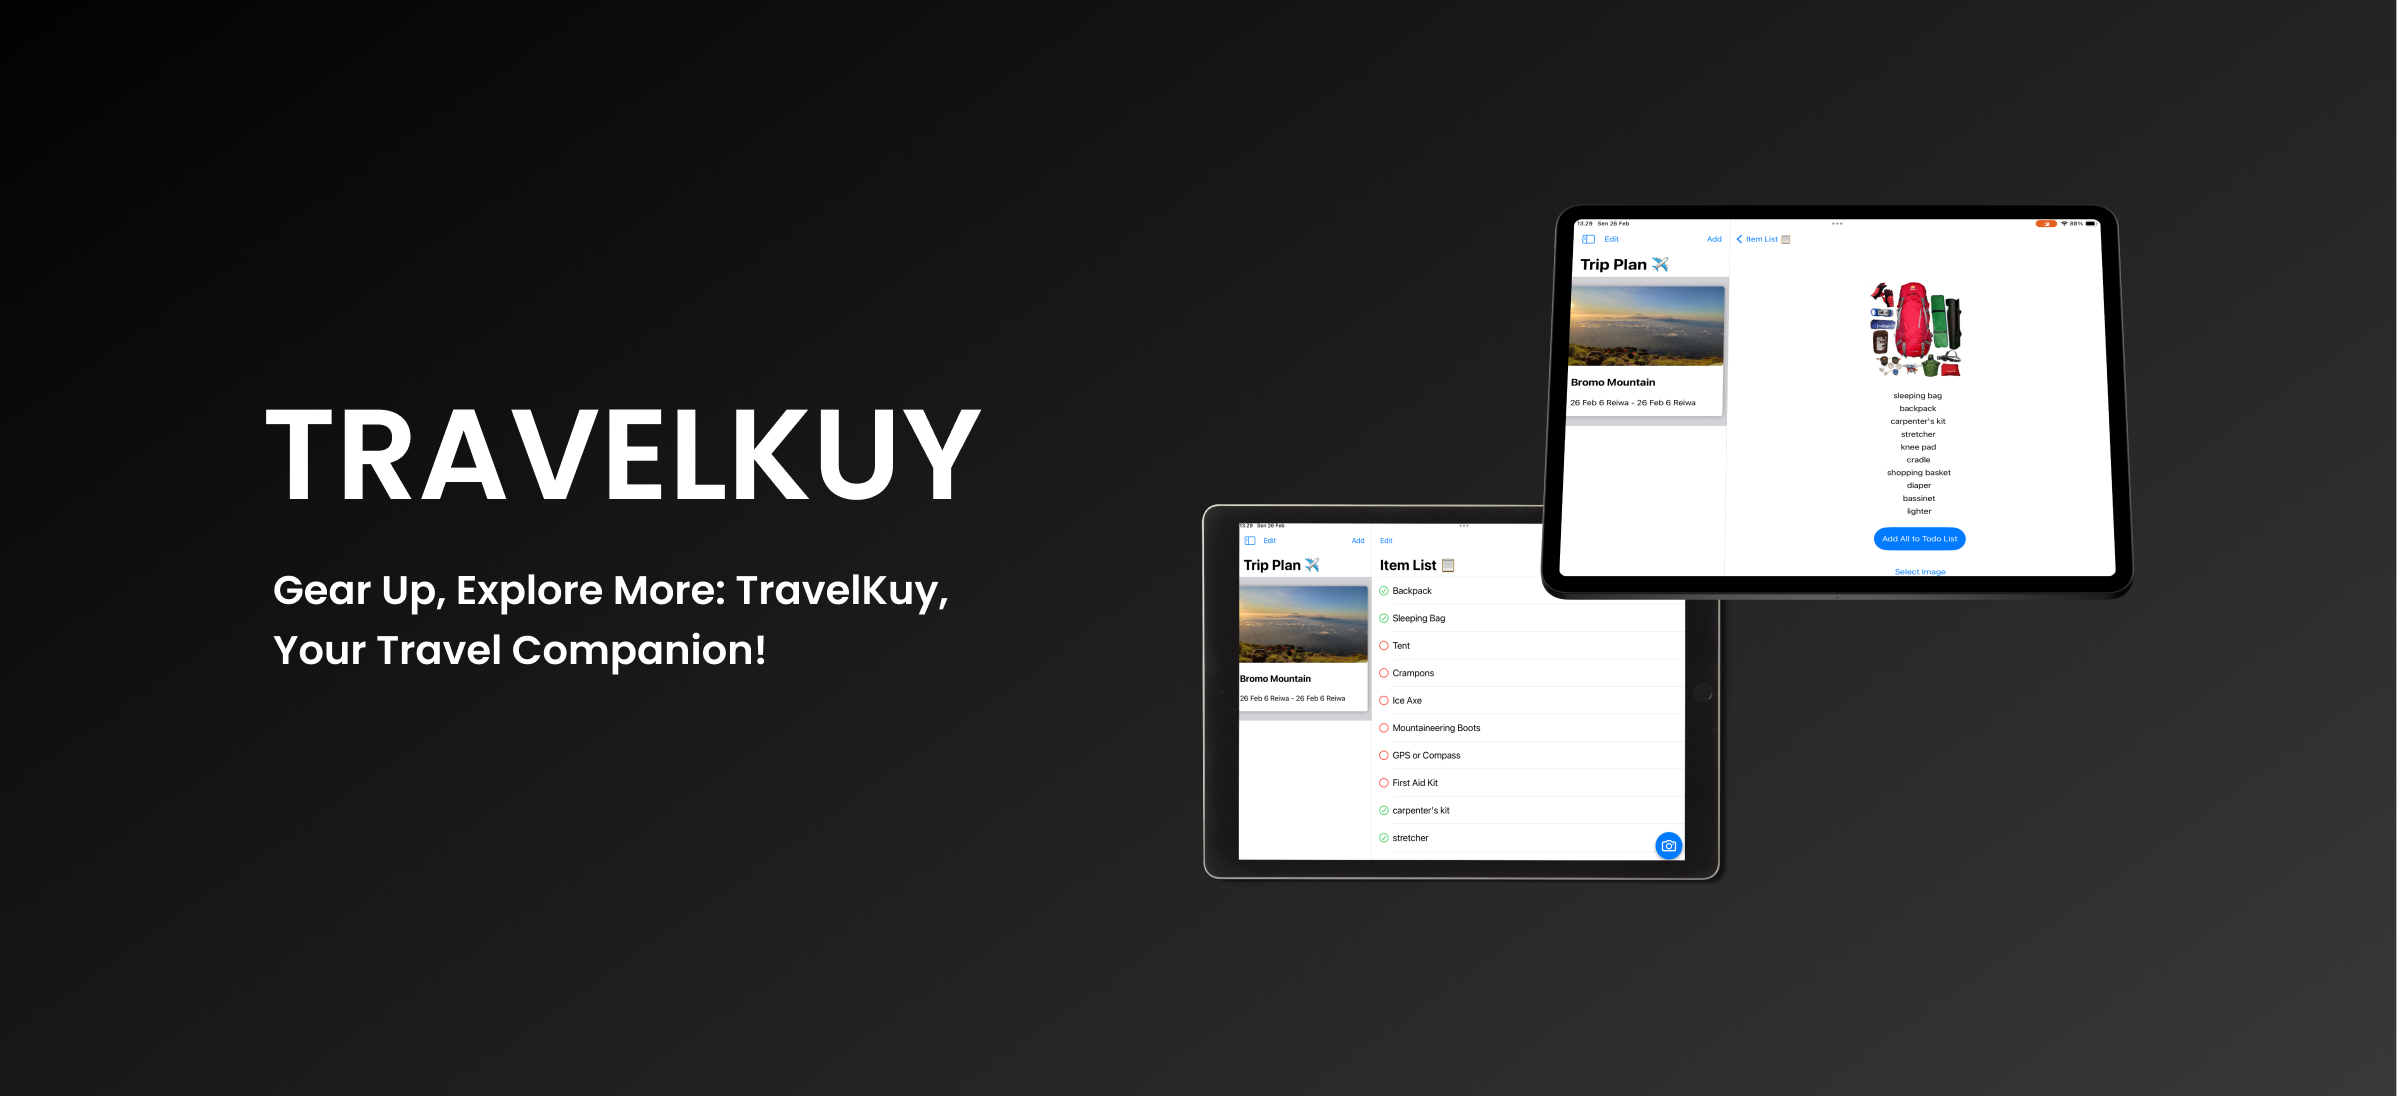 TRAVELKUY
Gear Up, Explore More: TravelKuy,
Your Travel Companion!
13.29 Sen 26 Feb
Edit
Add
Edit
Trip Plan ✈️
Item List 📋
Bromo Mountain
26 Feb 6 Reiwa - 26 Feb 6 Reiwa
Backpack
Sleeping Bag
Tent
Crampons
Ice Axe
Mountaineering Boots
GPS or Compass
First Aid Kit
carpenter's kit
stretcher
13.29 Sen 26 Feb
88%
Edit
Add
Item List 📋
Trip Plan ✈️
Bromo Mountain
26 Feb 6 Reiwa - 26 Feb 6 Reiwa
sleeping bag
backpack
carpenter's kit
stretcher
knee pad
cradle
shopping basket
diaper
bassinet
lighter
Add All to Todo List
Select Image